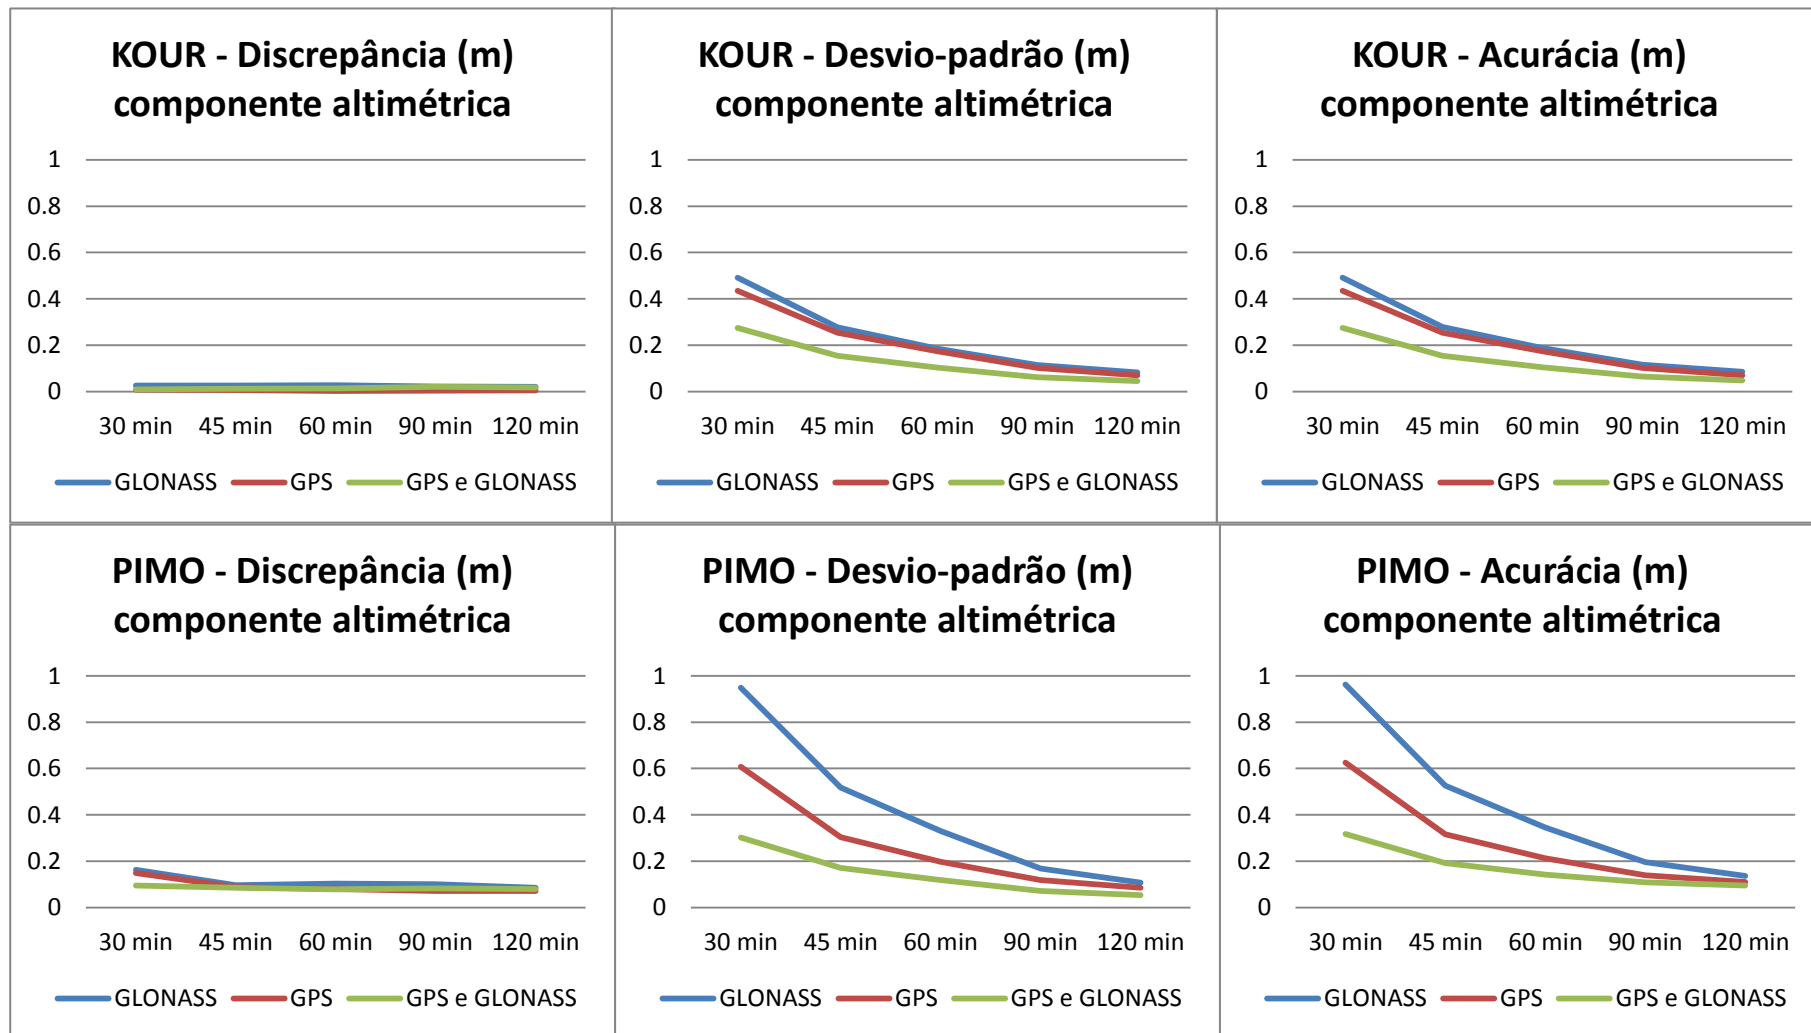 KOUR - Discrepância (m)
componente altimétrica
1
0.8
0.6
0.4
0.2
0
30 min 45 min 60 min 90 min 120 min
GLONASS GPS GPS e GLONASS
KOUR - Desvio-padrão (m)
componente altimétrica
1
0.8
0.6
0.4
0.2
0
30 min 45 min 60 min 90 min 120 min
GLONASS GPS GPS e GLONASS
KOUR - Acurácia (m)
componente altimétrica
1
0.8
0.6
0.4
0.2
0
30 min 45 min 60 min 90 min 120 min
GLONASS GPS GPS e GLONASS
PIMO - Discrepância (m)
componente altimétrica
1
0.8
0.6
0.4
0.2
0
30 min 45 min 60 min 90 min 120 min
GLONASS GPS GPS e GLONASS
PIMO - Desvio-padrão (m)
componente altimétrica
1
0.8
0.6
0.4
0.2
0
30 min 45 min 60 min 90 min 120 min
GLONASS GPS GPS e GLONASS
PIMO - Acurácia (m)
componente altimétrica
1
0.8
0.6
0.4
0.2
0
30 min 45 min 60 min 90 min 120 min
GLONASS GPS GPS e GLONASS